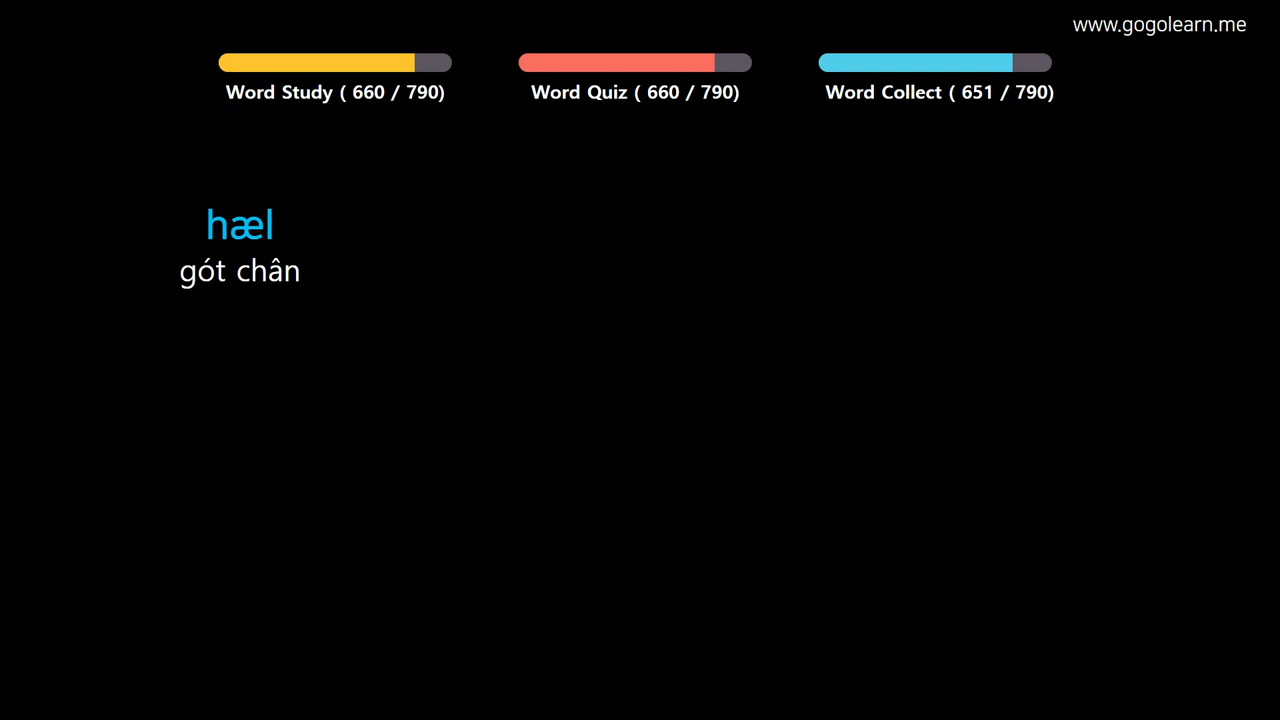 www.gogolearn.me
Word Study ( 660 / 790)
Word Quiz ( 660 / 790)
Word Collect ( 651 / 790)
hæl
gót chân